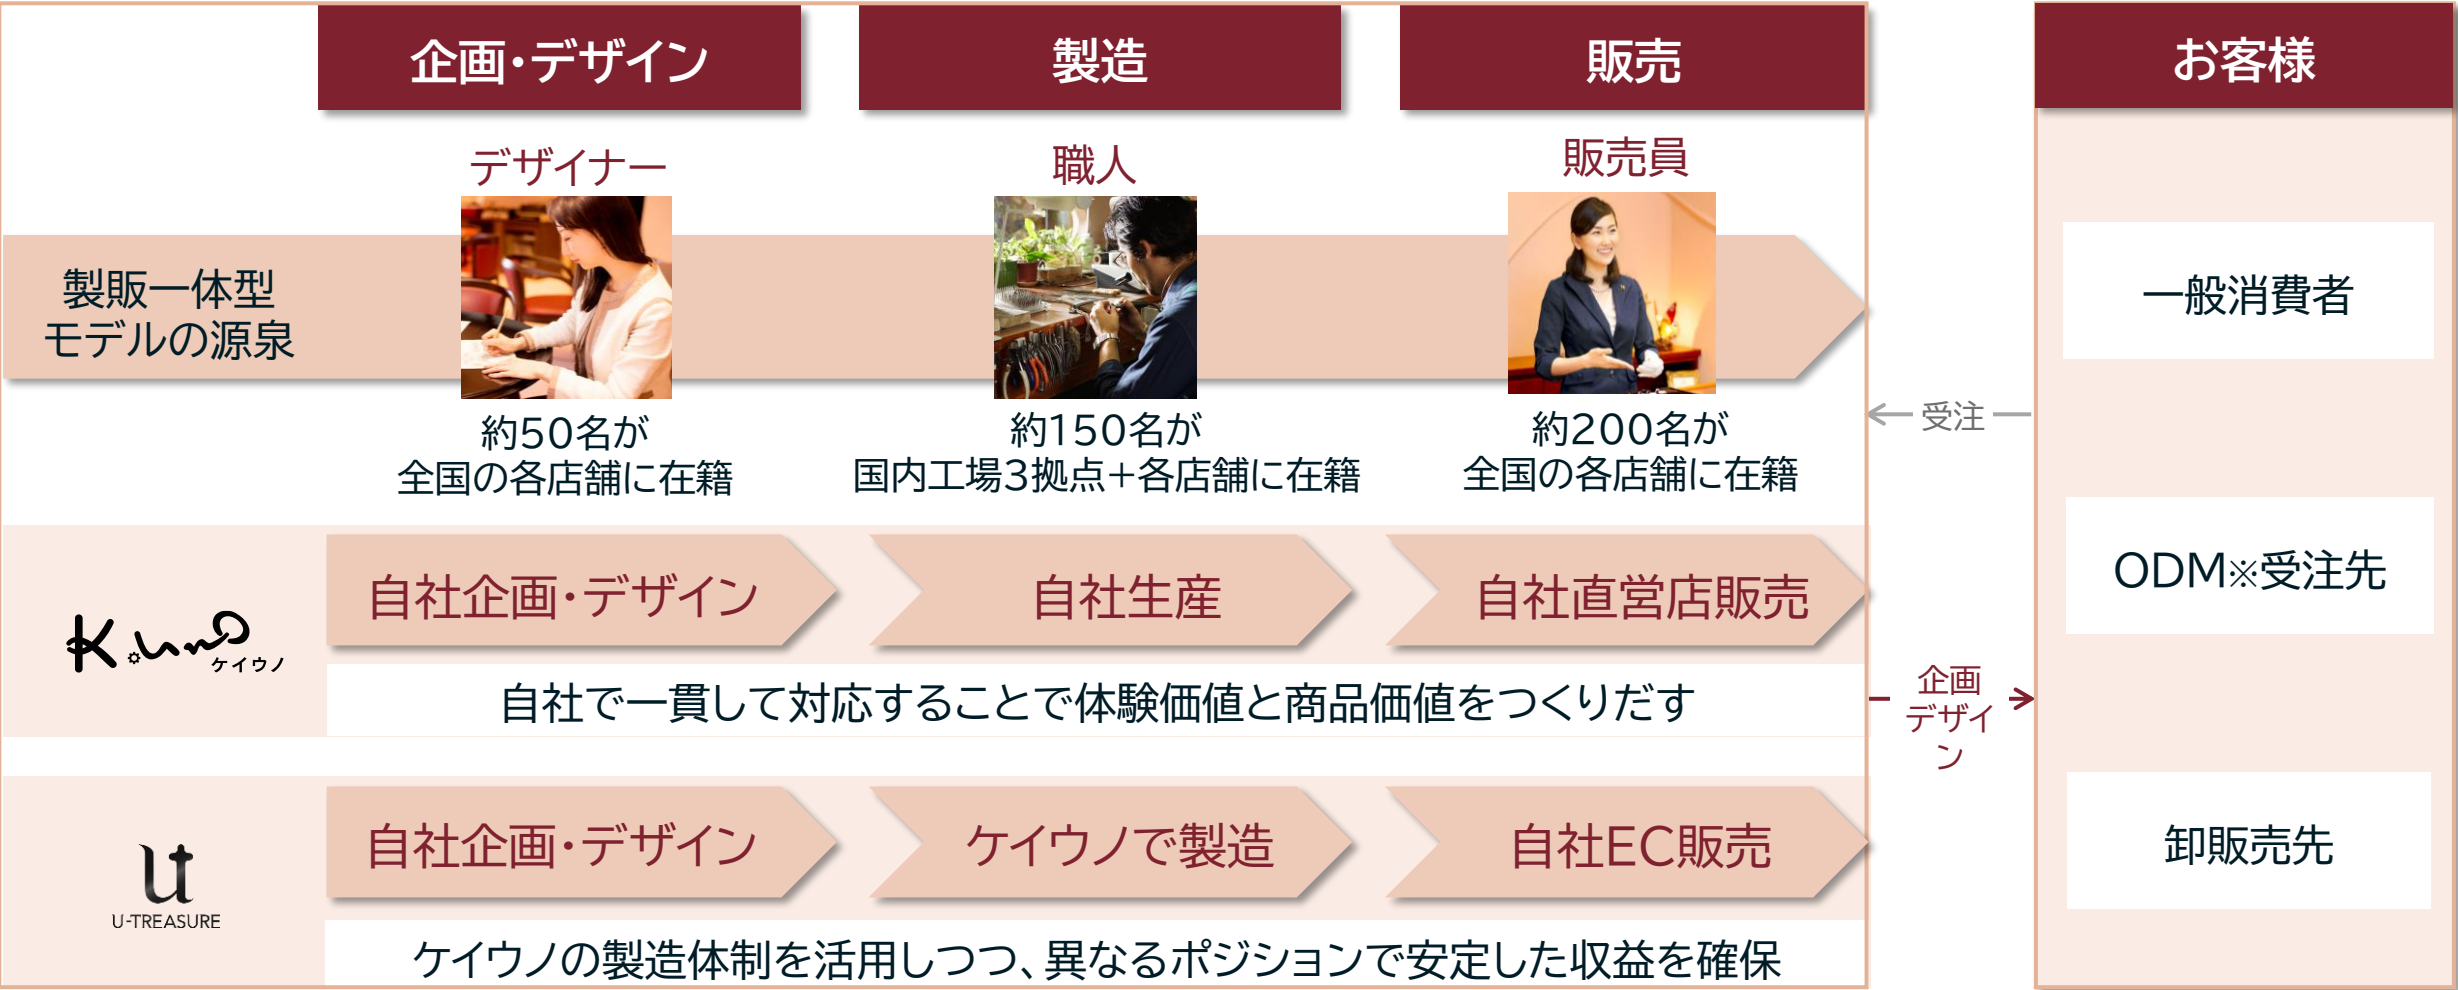 企画・デザイン
製造
販売
お客様
デザイナー
職人
販売員
製販一体型
モデルの源泉
約50名が
全国の各店舗に在籍
約150名が
国内工場3拠点+各店舗に在籍
約200名が
全国の各店舗に在籍
一般消費者
受注
ODM※受注先
企画
デザイ
ン
卸販売先
K.uno
ケイウノ
自社企画・デザイン
自社生産
自社直営店販売
自社で一貫して対応することで体験価値と商品価値をつくりだす
U-TREASURE
自社企画・デザイン
ケイウノで製造
自社EC販売
ケイウノの製造体制を活用しつつ、異なるポジションで安定した収益を確保